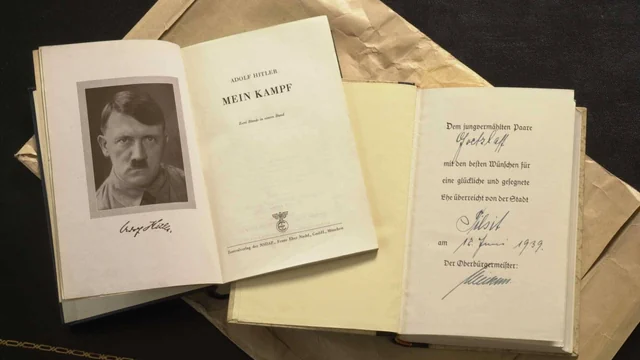 ADOLF HITLER
MEIN KAMPF
Zwei Bände in einem Band
Zentralverlag der NSDAP., Franz Eher Nachf., GmbH., München
Dem jungvermählten Paare
mit den besten Wünschen für
eine glückliche und gesegnete
Ehe überreicht von der Stadt
Tilsit
am Juni 1939.
Der Oberbürgermeister: